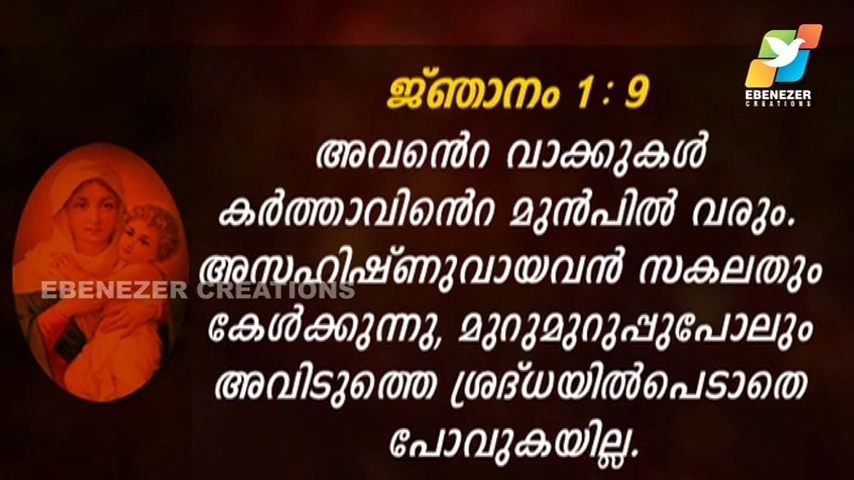 EBENEZER
CREATIONS
ജ്ഞാനം 1 : 9
അവൻെറ വാക്കുകൾ
കർത്താവിൻെറ മുൻപിൽ വരും.
അസഹിഷ്ണുവായവൻ സകലതും
EBENEZER CREATIONS
കേൾക്കുന്നു, മുറുമുറുപ്പുപോലും
അവിടുത്തെ ശ്രദ്ധയിൽപെടാതെ
പോവുകയില്ല.